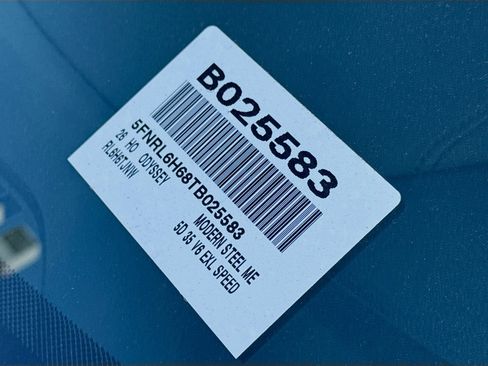 B025583
5FNRL6H68TB025583
26 HO ODYSSEY MODERN STEEL ME
RL6H6TJNW 5D 35 V6 EXL SPEED